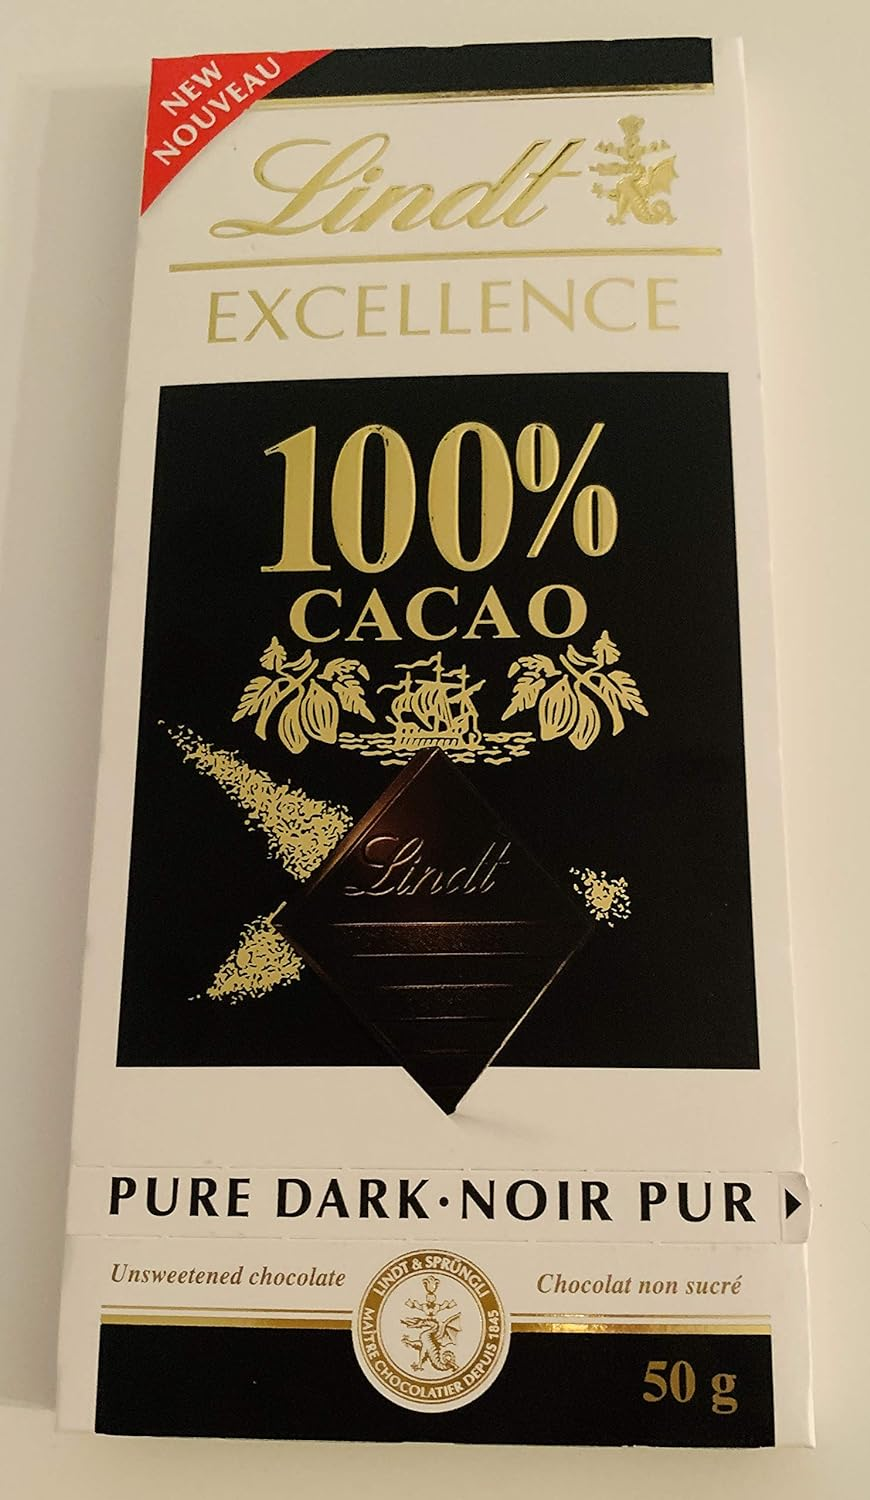 NEW
NOUVEAU
Lindt
EXCELLENCE
100%
CACAO
Lindt
PURE DARK·NOIR PUR
Unsweetened chocolate
Chocolat non sucré
LINDT & SPRÜNGLI
MAÎTRE CHOCOLATIER DEPUIS 1845
50 g